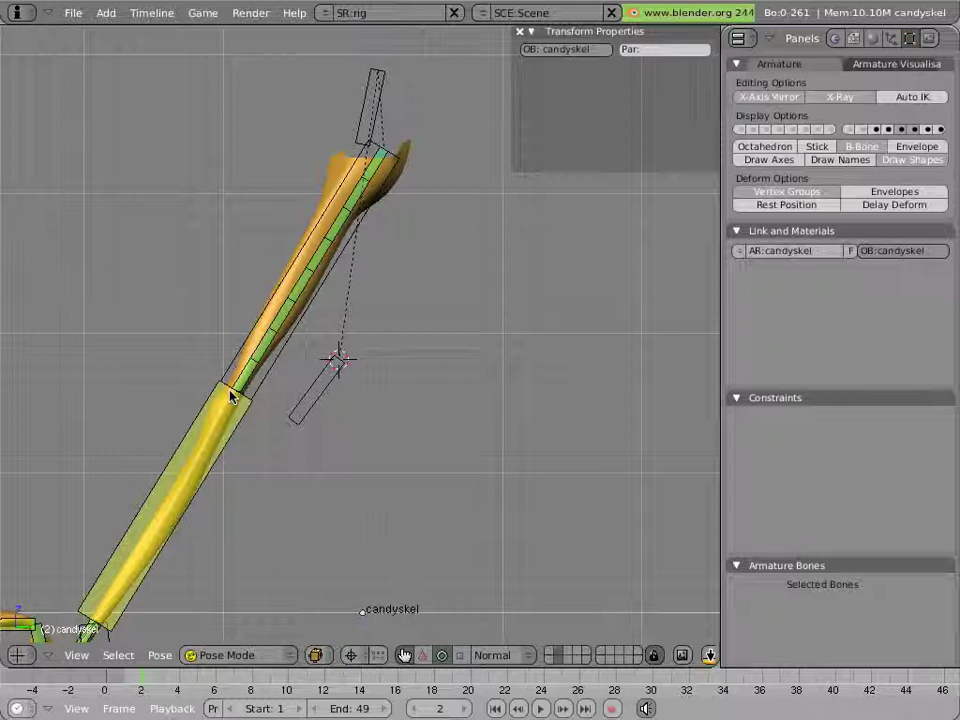 File Add Timeline Game Render Help SR:rig SCE:Scene www.blender.org 244 Bo:0-261 | Mem:10.10M candyskel
Transform Properties
OB: candyskel Par:
Panels
Armature Armature Visualisa
Editing Options
X-Axis Mirror X-Ray Auto IK
Display Options
Octahedron Stick B-Bone Envelope
Draw Axes Draw Names Draw Shapes
Deform Options
Vertex Groups Envelopes
Rest Position Delay Deform
Link and Materials
AR:candyskel F OB:candyskel
Constraints
Armature Bones
Selected Bones
candyskel
(2) candyskel
View Select Pose Pose Mode Normal
-4 -2 0 2 4 6 8 10 12 14 16 18 20 22 24 26 28 30 32 34 36 38 40 42 44 46
View Frame Playback Pr Start: 1 End: 49 2